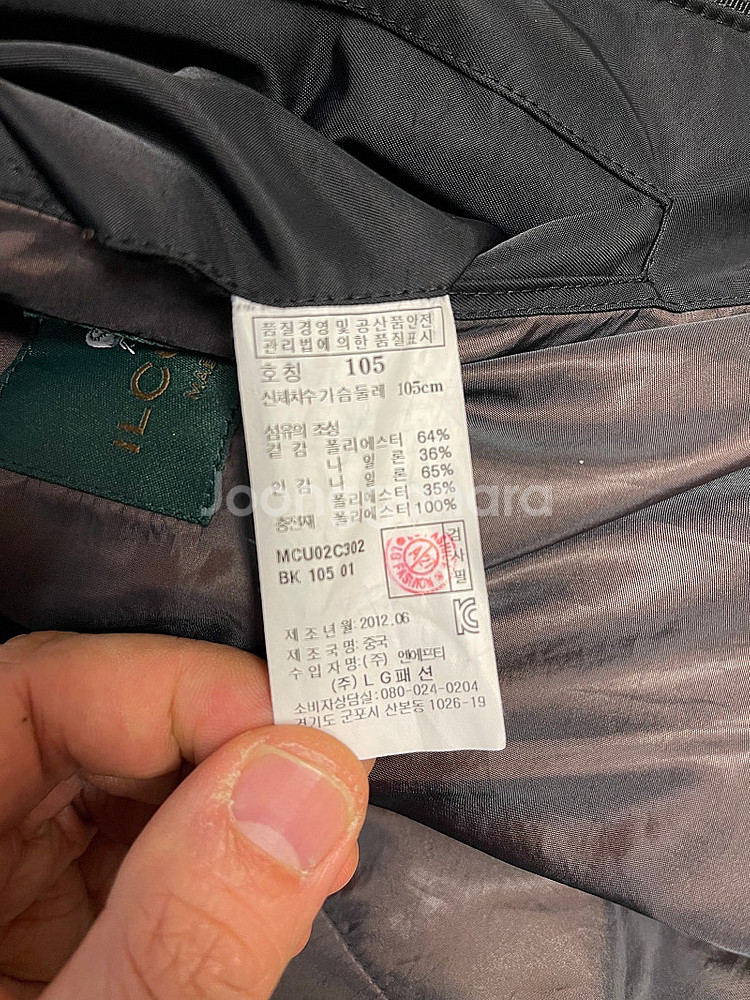 품질경영 및 공산품안전
관리법에 의한 품질표시
호칭 105
신체치수 가슴둘레 105cm
섬유의 조성
겉 감 폴리에스터 64%
나 일 론 36%
안 감 나 일 론 65%
폴리에스터 35%
충전재 폴리에스터 100%
MCU02C302
BK 105 01
검사필
FASHION
제 조 년 월: 2012.06
제 조 국 명: 중국
수 입 자 명: (주) 엔에프티
(주) L G 패 션
소비자상담실: 080-024-0204
경기도 군포시 산본동 1026-19